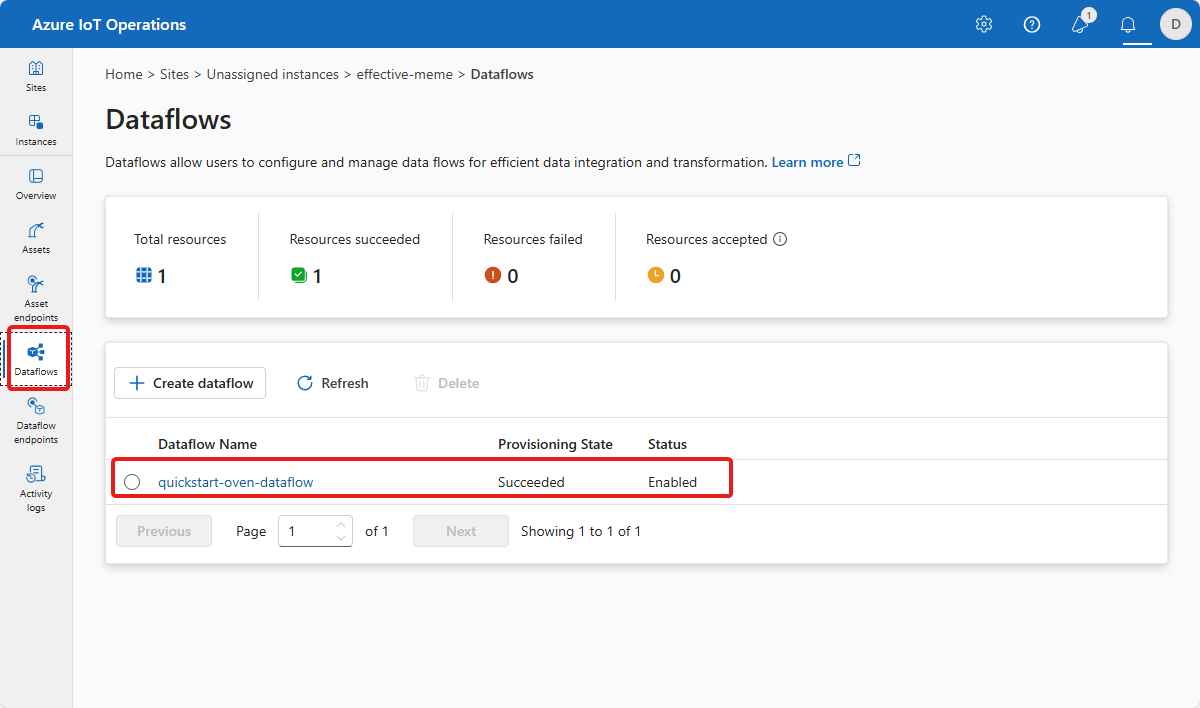 Azure IoT Operations
1
D
Sites
Instances
Overview
Assets
Asset
endpoints
Dataflows
Dataflow
endpoints
Activity
logs
Home > Sites > Unassigned instances > effective-meme > Dataflows
Dataflows
Dataflows allow users to configure and manage data flows for efficient data integration and transformation. Learn more
Total resources
1
Resources succeeded
1
Resources failed
0
Resources accepted
0
Create dataflow Refresh Delete
Dataflow Name Provisioning State Status
quickstart-oven-dataflow Succeeded Enabled
Previous Page 1 of 1 Next Showing 1 to 1 of 1